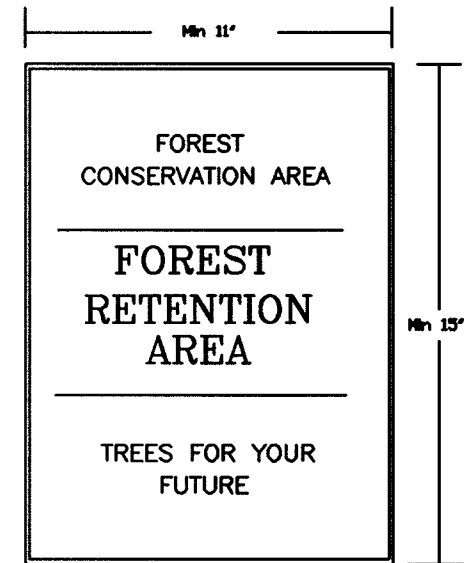 Min 11"
FOREST
CONSERVATION AREA
FOREST
RETENTION
AREA
Min 15"
TREES FOR YOUR
FUTURE